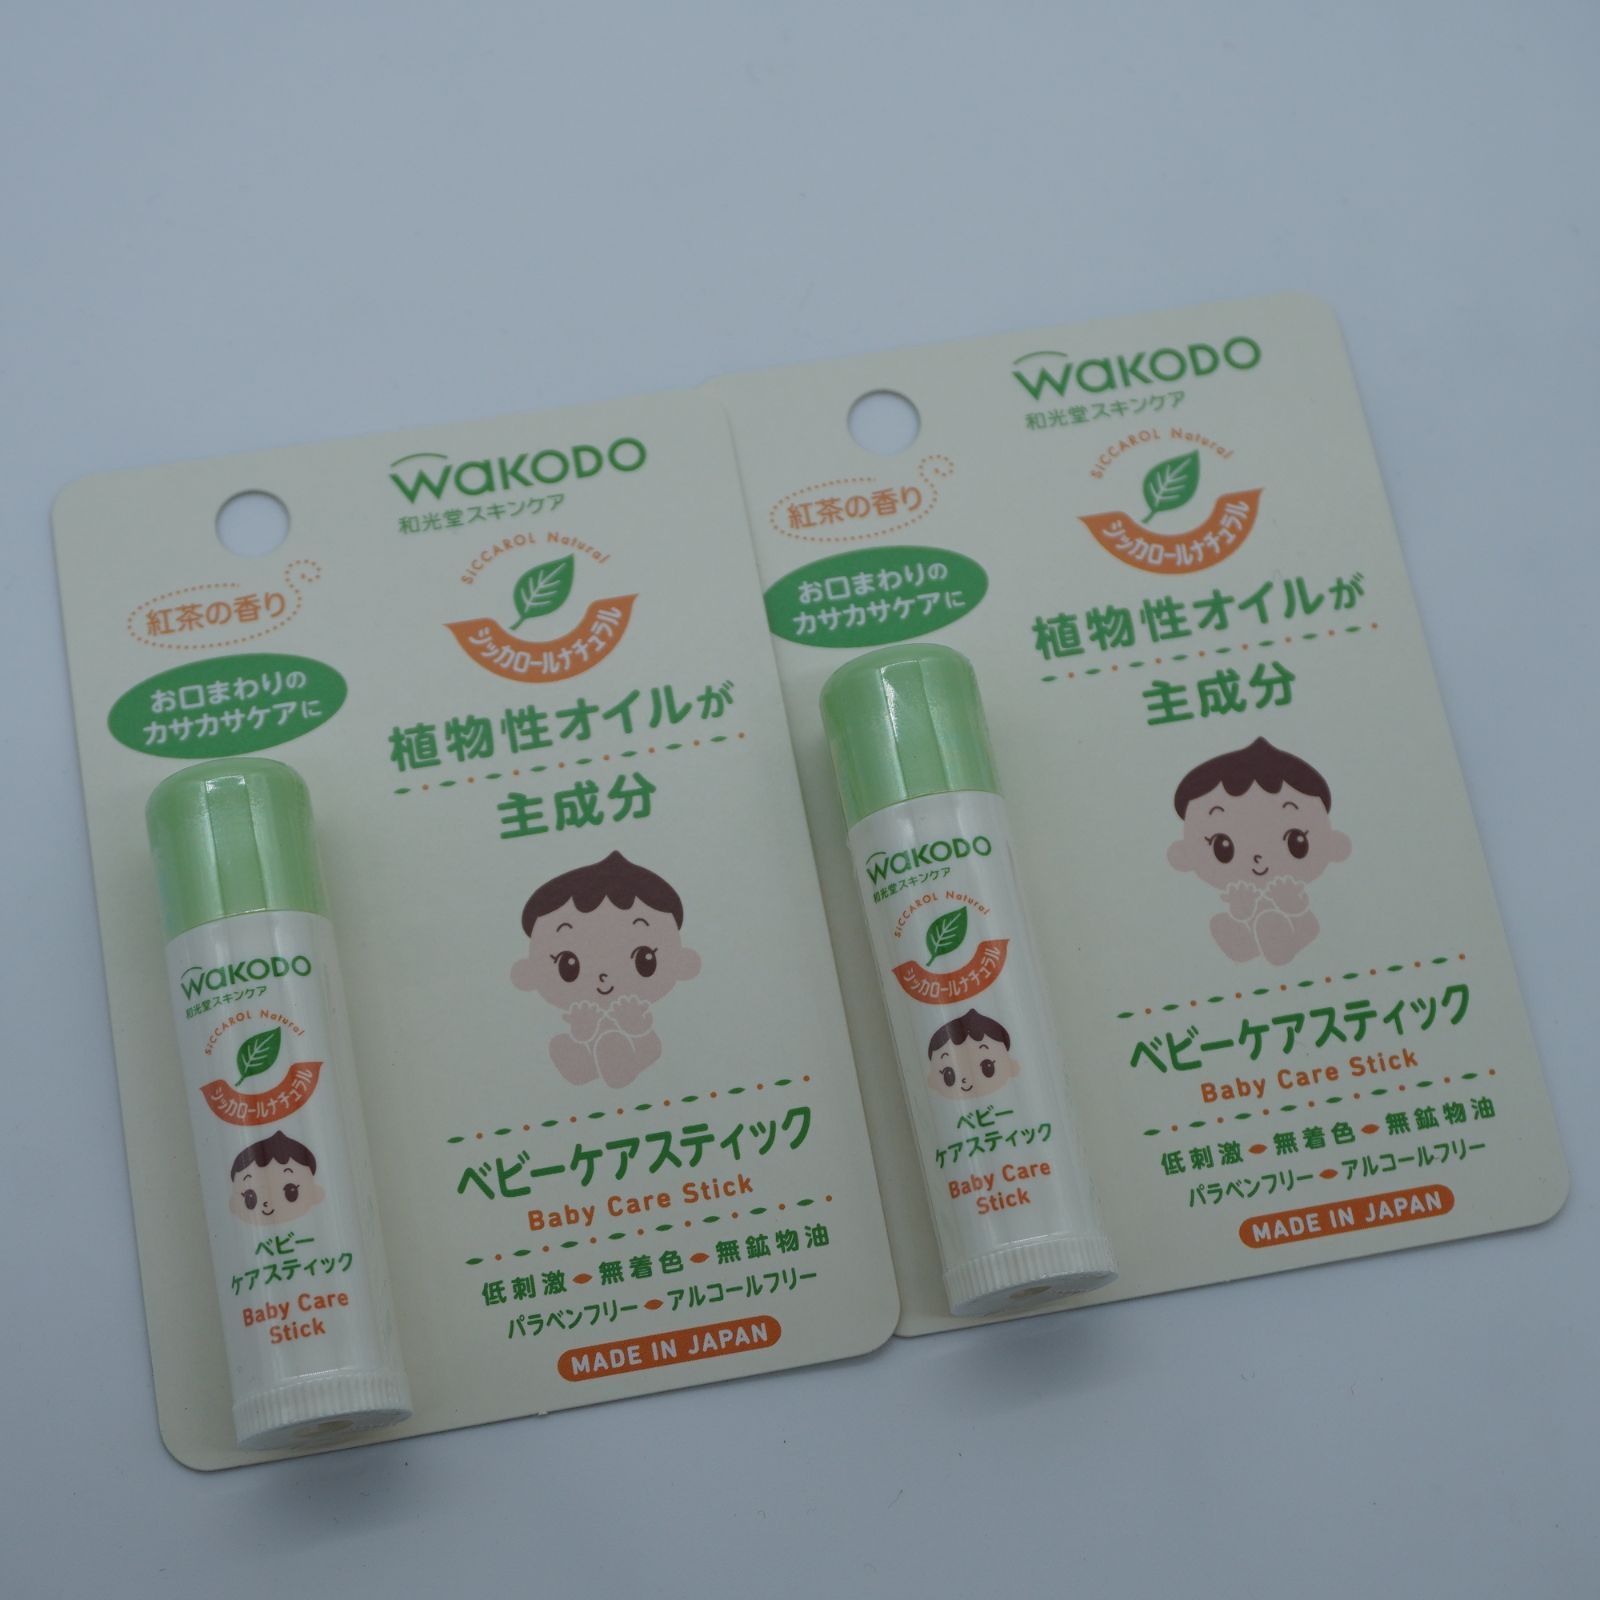 wakodo
和光堂スキンケア
SiCCAROL Natural
シッカロールナチュラル
紅茶の香り
お口まわりの
カサカサケアに
植物性オイルが
主成分
ベビーケアスティック
Baby Care Stick
低刺激・無着色・無鉱物油
パラベンフリー・アルコールフリー
MADE IN JAPAN
wakodo
和光堂スキンケア
SiCCAROL Natural
シッカロールナチュラル
ベビー
ケアスティック
Baby Care
Stick
wakodo
和光堂スキンケア
SiCCAROL Natural
シッカロールナチュラル
紅茶の香り
お口まわりの
カサカサケアに
植物性オイルが
主成分
ベビーケアスティック
Baby Care Stick
低刺激・無着色・無鉱物油
パラベンフリー・アルコールフリー
MADE IN JAPAN
wakodo
和光堂スキンケア
SiCCAROL Natural
シッカロールナチュラル
ベビー
ケアスティック
Baby Care
Stick